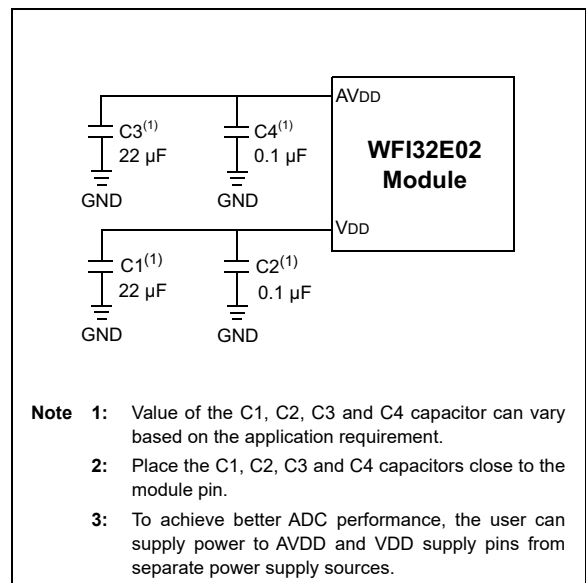 AVDD
C3(1)
22 µF
GND
C4(1)
0.1 µF
GND
WFI32E02
Module
VDD
C1(1)
22 µF
GND
C2(1)
0.1 µF
GND
Note 1: Value of the C1, C2, C3 and C4 capacitor can vary
based on the application requirement.
2: Place the C1, C2, C3 and C4 capacitors close to the
module pin.
3: To achieve better ADC performance, the user can
supply power to AVDD and VDD supply pins from
separate power supply sources.